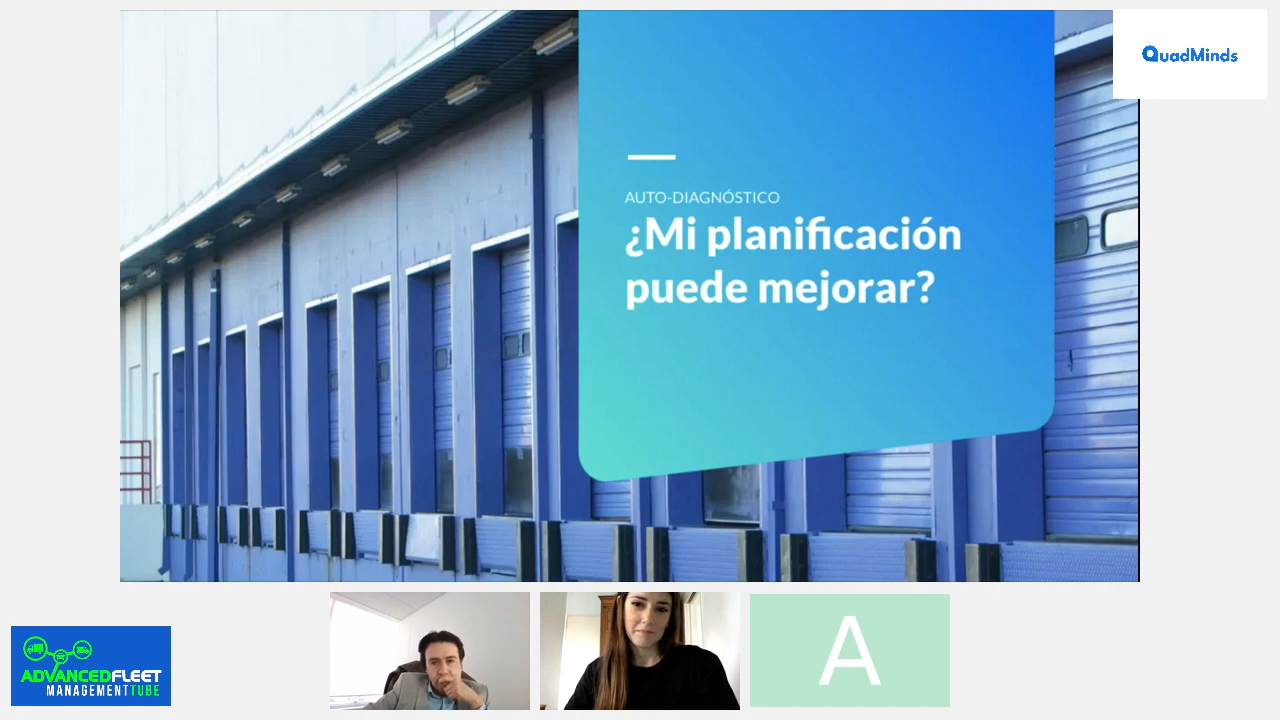 QuadMinds
AUTO-DIAGNÓSTICO
¿Mi planificación
puede mejorar?
ADVANCEDFLEET
MANAGEMENTTUBE
A